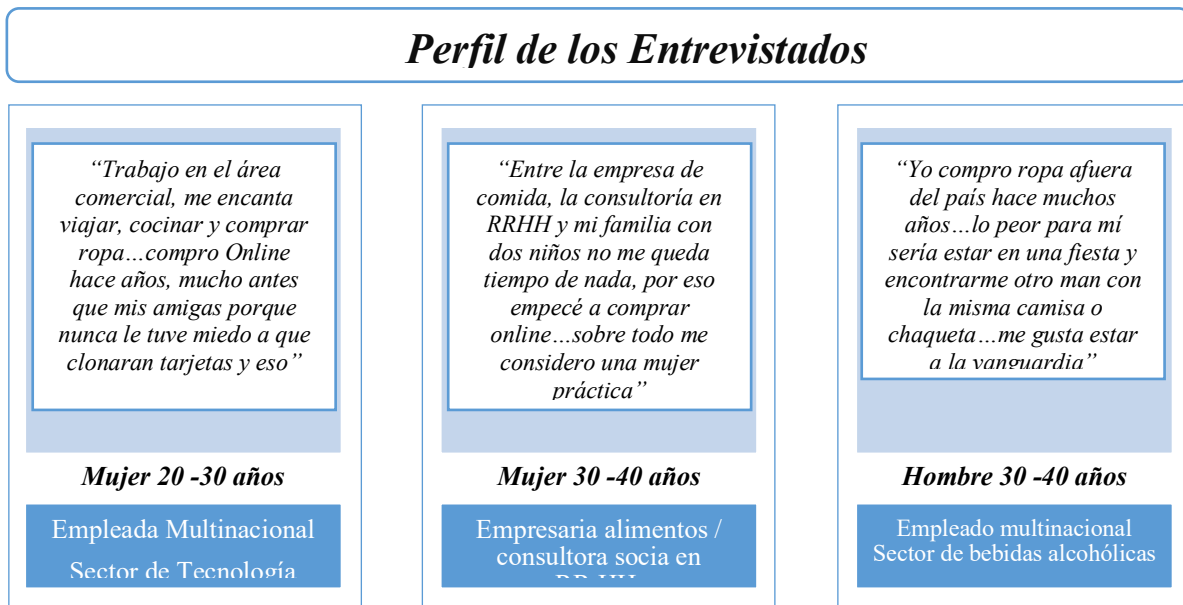 Perfil de los Entrevistados
“Trabajo en el área
comercial, me encanta
viajar, cocinar y comprar
ropa…compro Online
hace años, mucho antes
que mis amigas porque
nunca le tuve miedo a que
clonaran tarjetas y eso”
Mujer 20 -30 años
Empleada Multinacional
Sector de Tecnología
“Entre la empresa de
comida, la consultoría en
RRHH y mi familia con
dos niños no me queda
tiempo de nada, por eso
empecé a comprar
online…sobre todo me
considero una mujer
práctica”
Mujer 30 -40 años
Empresaria alimentos /
consultora socia en
RR HH
“Yo compro ropa afuera
del país hace muchos
años…lo peor para mí
sería estar en una fiesta y
encontrarme otro man con
la misma camisa o
chaqueta…me gusta estar
a la vanguardia”
Hombre 30 -40 años
Empleado multinacional
Sector de bebidas alcohólicas